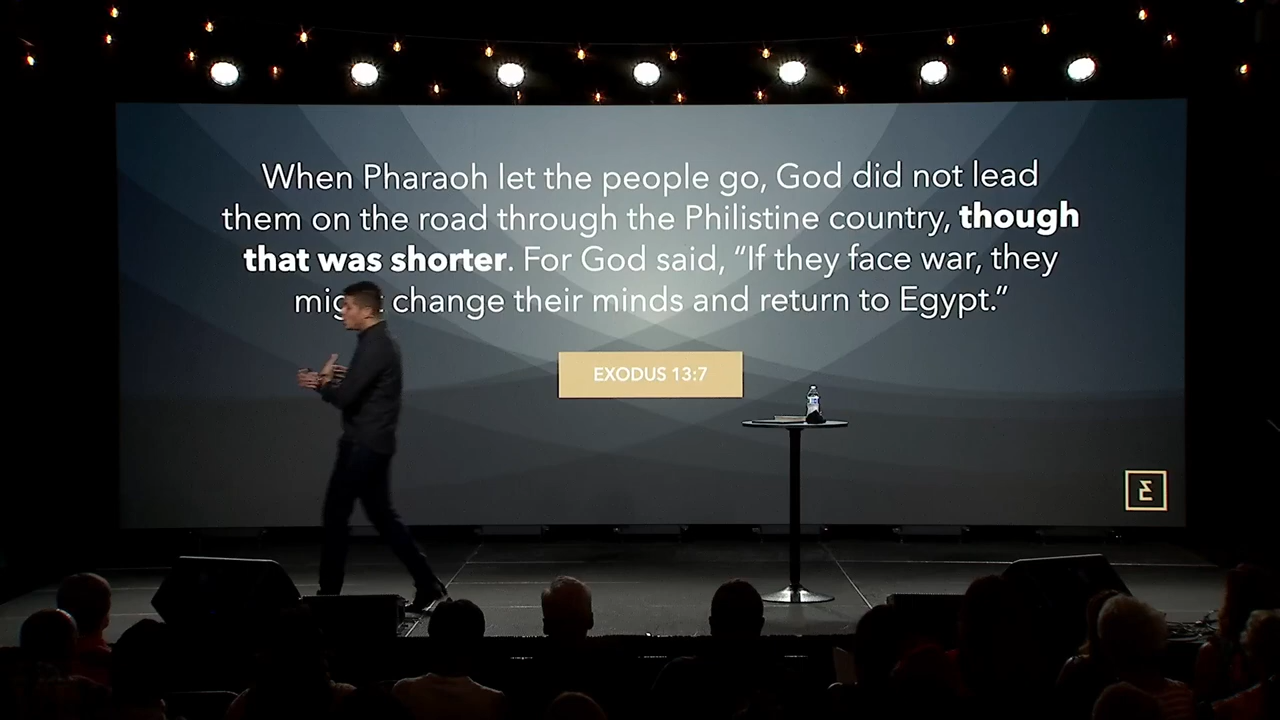 When Pharaoh let the people go, God did not lead
them on the road through the Philistine country, though
that was shorter. For God said, “If they face war, they
change their minds and return to Egypt.”
EXODUS 13:7